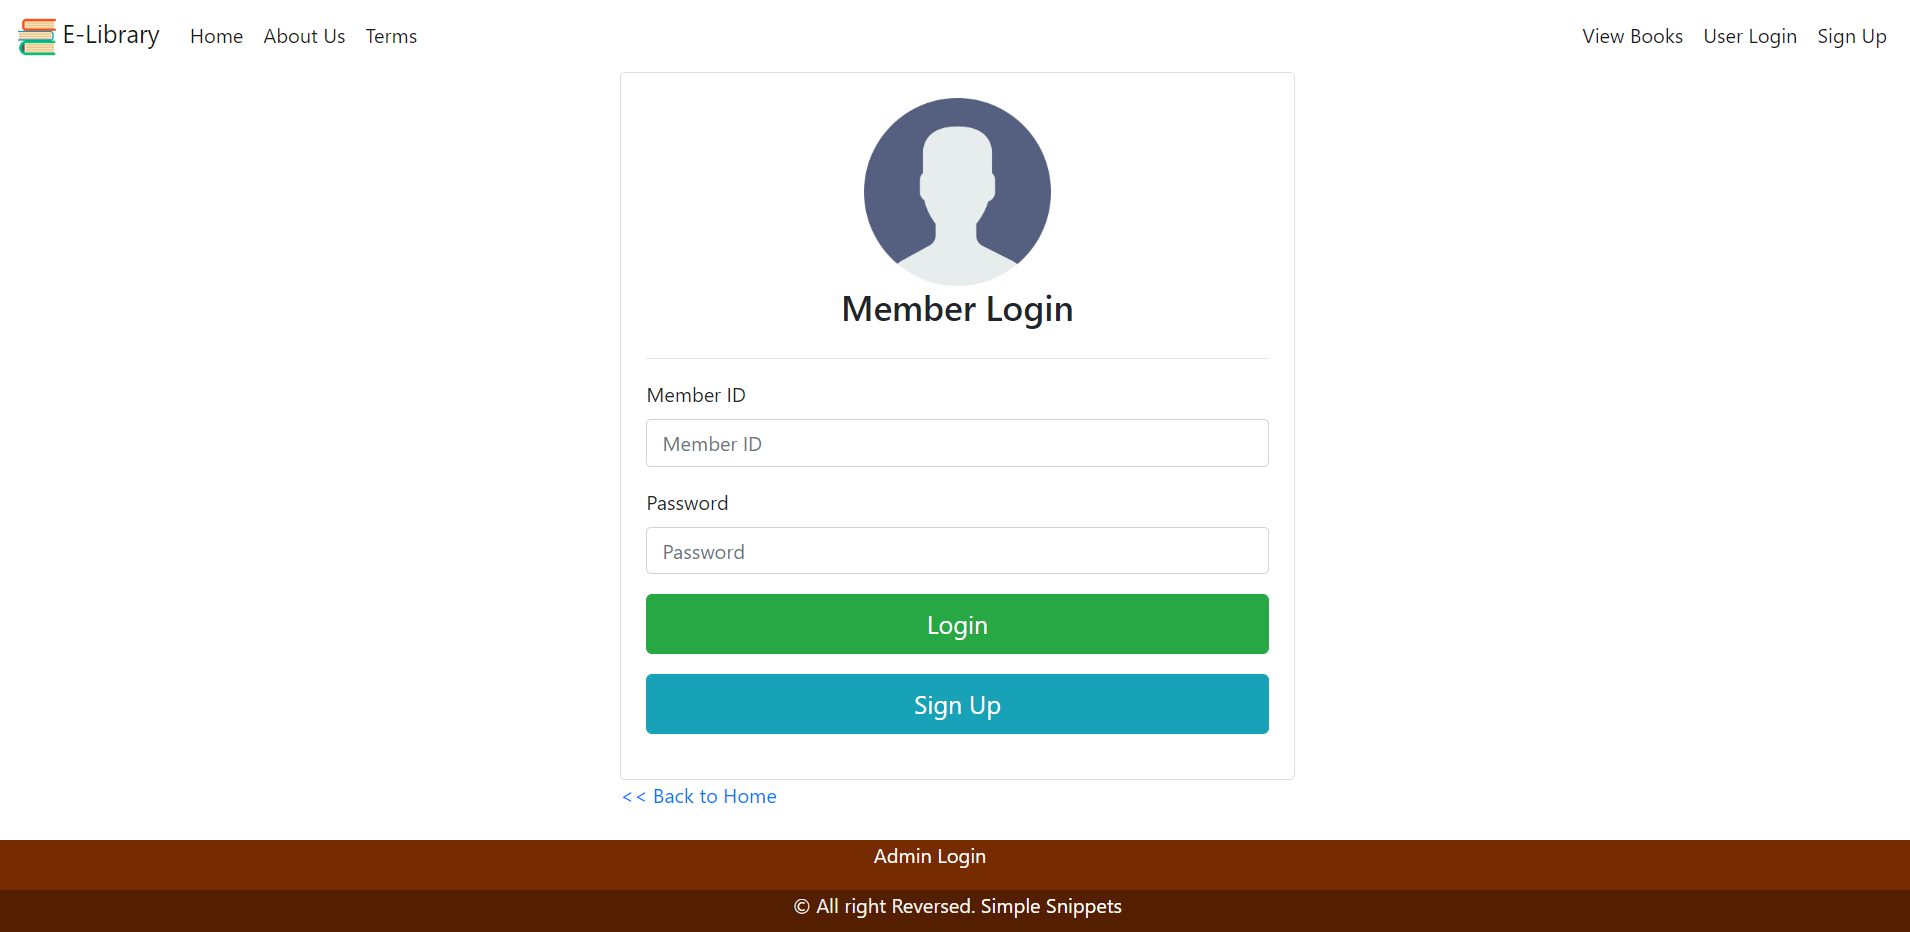 E-Library Home About Us Terms View Books User Login Sign Up
Member Login
Member ID
Member ID
Password
Password
Login
Sign Up
<< Back to Home
Admin Login
© All right Reversed. Simple Snippets